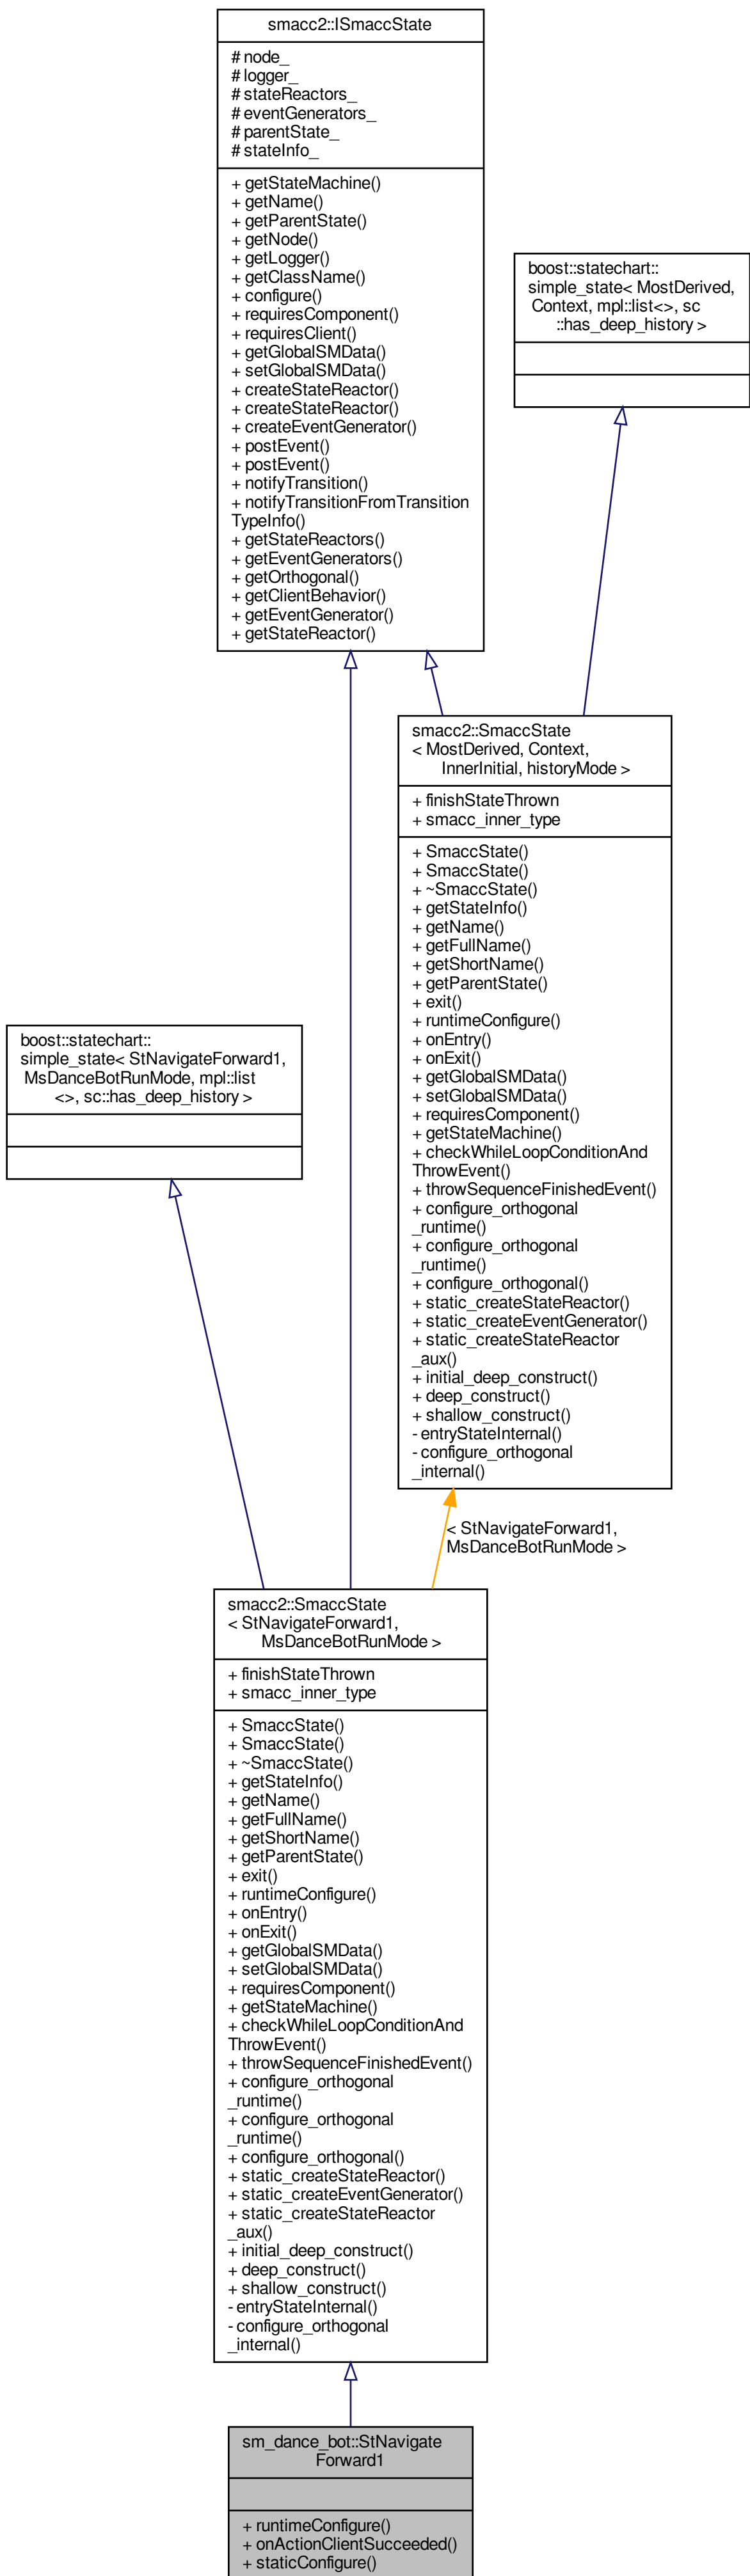 smacc2::ISmaccState
# node_
# logger_
# stateReactors_
# eventGenerators_
# parentState_
# stateInfo_
+ getStateMachine()
+ getName()
+ getParentState()
+ getNode()
+ getLogger()
+ getClassName()
+ configure()
+ requiresComponent()
+ requiresClient()
+ getGlobalSMData()
+ setGlobalSMData()
+ createStateReactor()
+ createStateReactor()
+ createEventGenerator()
+ postEvent()
+ postEvent()
+ notifyTransition()
+ notifyTransitionFromTransition
TypeInfo()
+ getStateReactors()
+ getEventGenerators()
+ getOrthogonal()
+ getClientBehavior()
+ getEventGenerator()
+ getStateReactor()
boost::statechart::
simple_state< MostDerived,
Context, mpl::list<>, sc
::has_deep_history >
smacc2::SmaccState
< MostDerived, Context,
InnerInitial, historyMode >
+ finishStateThrown
+ smacc_inner_type
+ SmaccState()
+ SmaccState()
+ ~SmaccState()
+ getStateInfo()
+ getName()
+ getFullName()
+ getShortName()
+ getParentState()
+ exit()
+ runtimeConfigure()
+ onEntry()
+ onExit()
+ getGlobalSMData()
+ setGlobalSMData()
+ requiresComponent()
+ getStateMachine()
+ checkWhileLoopConditionAnd
ThrowEvent()
+ throwSequenceFinishedEvent()
+ configure_orthogonal
_runtime()
+ configure_orthogonal
_runtime()
+ configure_orthogonal()
+ static_createStateReactor()
+ static_createEventGenerator()
+ static_createStateReactor
_aux()
+ initial_deep_construct()
+ deep_construct()
+ shallow_construct()
- entryStateInternal()
- configure_orthogonal
_internal()
boost::statechart::
simple_state< StNavigateForward1,
MsDanceBotRunMode, mpl::list
<>, sc::has_deep_history >
< StNavigateForward1,
MsDanceBotRunMode >
smacc2::SmaccState
< StNavigateForward1,
MsDanceBotRunMode >
+ finishStateThrown
+ smacc_inner_type
+ SmaccState()
+ SmaccState()
+ ~SmaccState()
+ getStateInfo()
+ getName()
+ getFullName()
+ getShortName()
+ getParentState()
+ exit()
+ runtimeConfigure()
+ onEntry()
+ onExit()
+ getGlobalSMData()
+ setGlobalSMData()
+ requiresComponent()
+ getStateMachine()
+ checkWhileLoopConditionAnd
ThrowEvent()
+ throwSequenceFinishedEvent()
+ configure_orthogonal
_runtime()
+ configure_orthogonal
_runtime()
+ configure_orthogonal()
+ static_createStateReactor()
+ static_createEventGenerator()
+ static_createStateReactor
_aux()
+ initial_deep_construct()
+ deep_construct()
+ shallow_construct()
- entryStateInternal()
- configure_orthogonal
_internal()
sm_dance_bot::StNavigate
Forward1
+ runtimeConfigure()
+ onActionClientSucceeded()
+ staticConfigure()